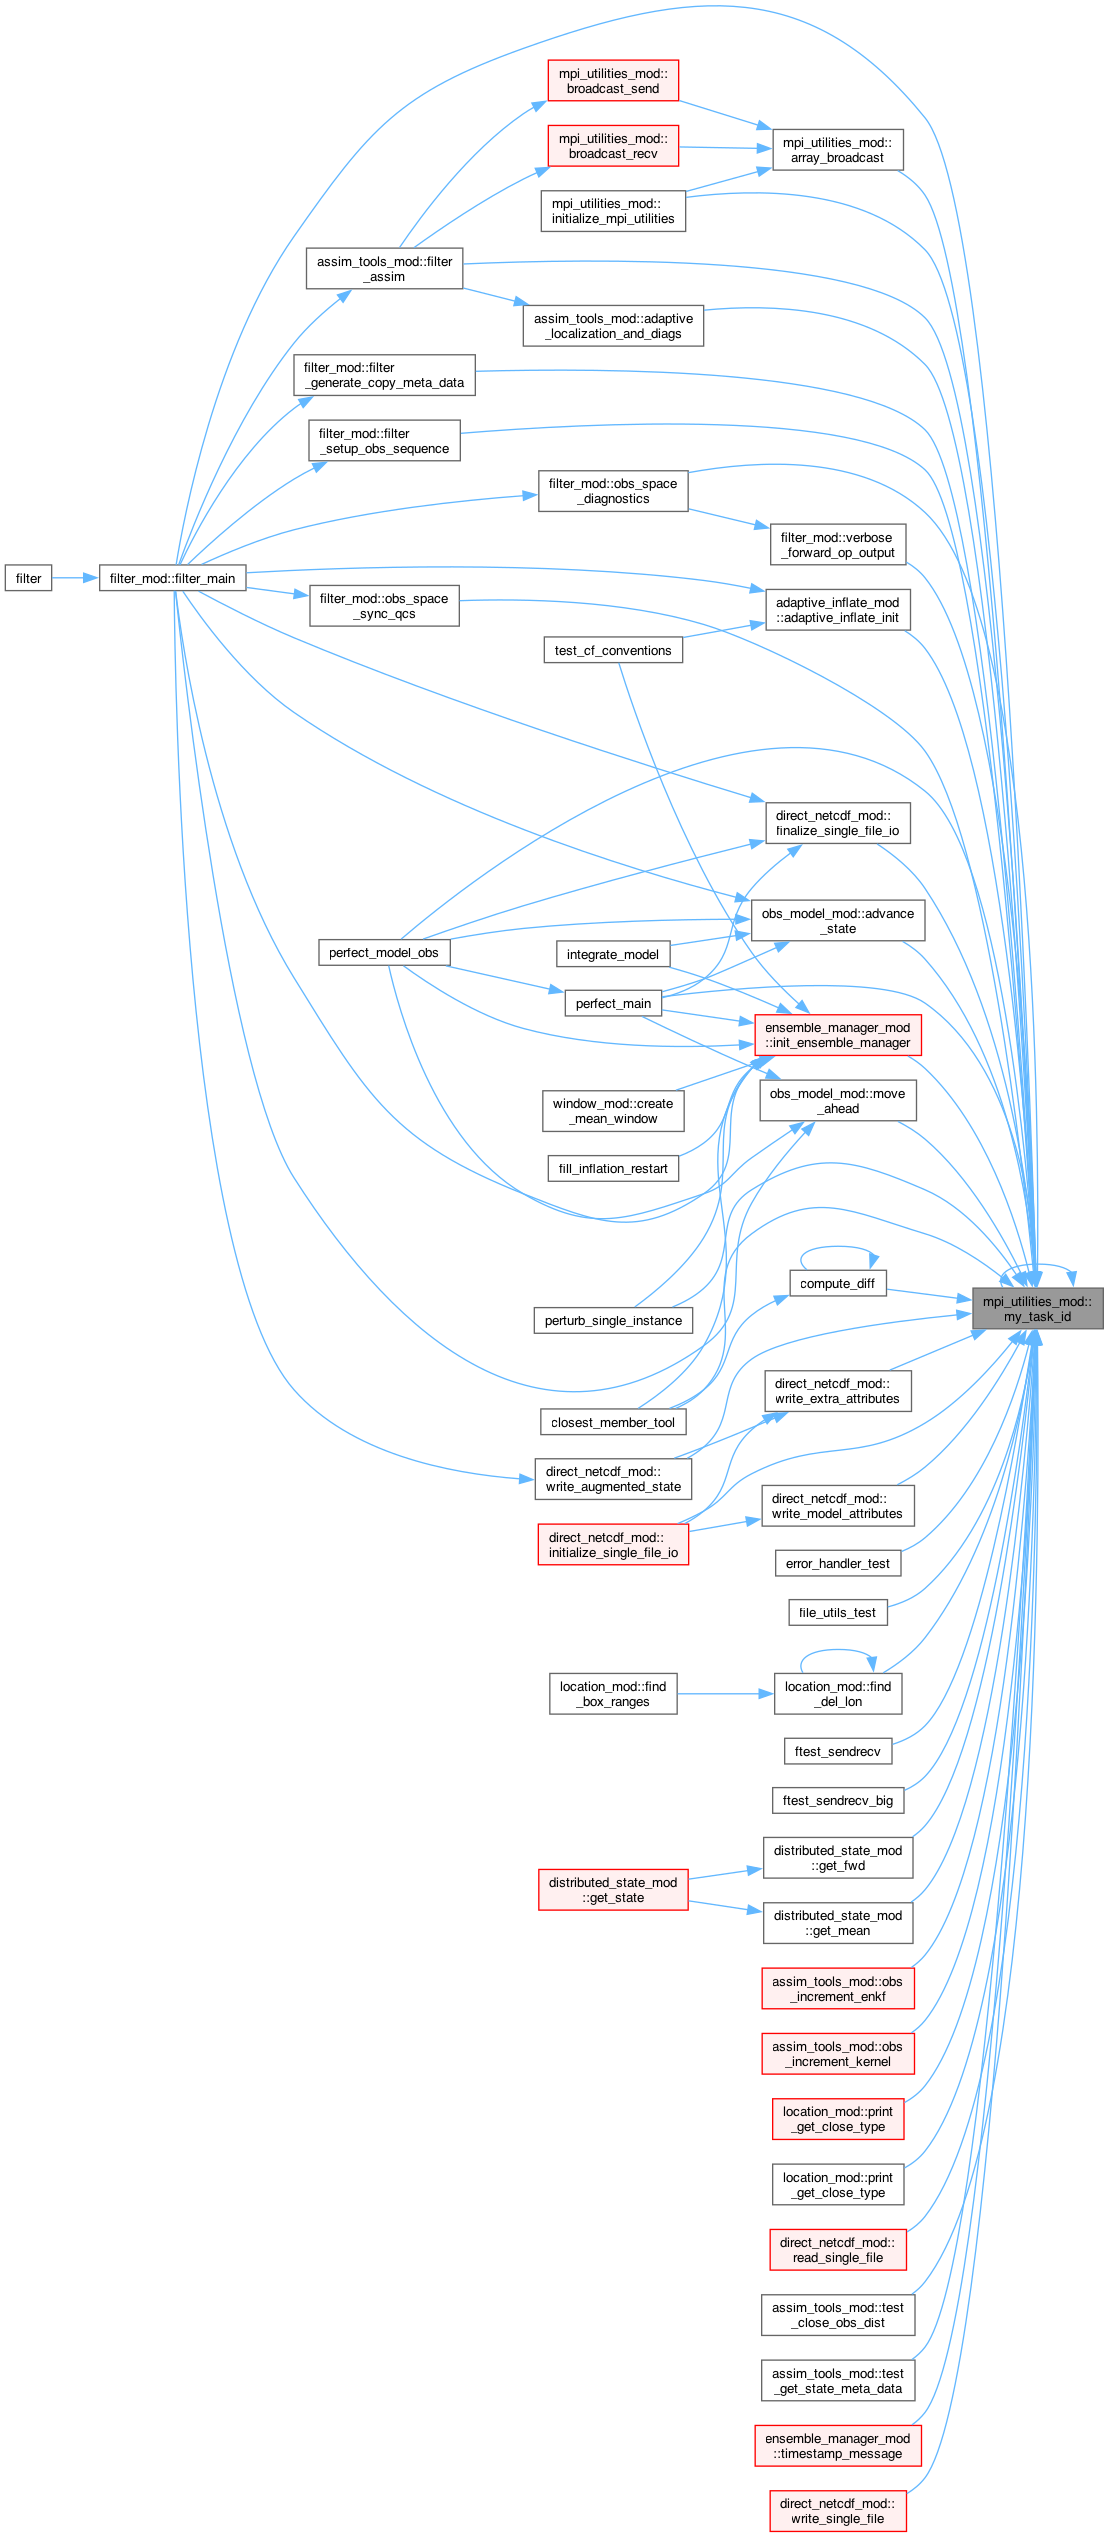 mpi_utilities_mod::
broadcast_send
mpi_utilities_mod::
broadcast_recv
mpi_utilities_mod::
array_broadcast
mpi_utilities_mod::
initialize_mpi_utilities
assim_tools_mod::filter
_assim
assim_tools_mod::adaptive
_localization_and_diags
filter_mod::filter
_generate_copy_meta_data
filter_mod::filter
_setup_obs_sequence
filter_mod::obs_space
_diagnostics
filter_mod::verbose
_forward_op_output
filter
filter_mod::filter_main
filter_mod::obs_space
_sync_qcs
adaptive_inflate_mod
::adaptive_inflate_init
test_cf_conventions
direct_netcdf_mod::
finalize_single_file_io
obs_model_mod::advance
_state
perfect_model_obs
integrate_model
perfect_main
ensemble_manager_mod
::init_ensemble_manager
window_mod::create
_mean_window
obs_model_mod::move
_ahead
fill_inflation_restart
compute_diff
mpi_utilities_mod::
my_task_id
perturb_single_instance
direct_netcdf_mod::
write_extra_attributes
closest_member_tool
direct_netcdf_mod::
write_augmented_state
direct_netcdf_mod::
write_model_attributes
direct_netcdf_mod::
initialize_single_file_io
error_handler_test
file_utils_test
location_mod::find
_box_ranges
location_mod::find
_del_lon
ftest_sendrecv
ftest_sendrecv_big
distributed_state_mod
::get_fwd
distributed_state_mod
::get_state
distributed_state_mod
::get_mean
assim_tools_mod::obs
_increment_enkf
assim_tools_mod::obs
_increment_kernel
location_mod::print
_get_close_type
location_mod::print
_get_close_type
direct_netcdf_mod::
read_single_file
assim_tools_mod::test
_close_obs_dist
assim_tools_mod::test
_get_state_meta_data
ensemble_manager_mod
::timestamp_message
direct_netcdf_mod::
write_single_file